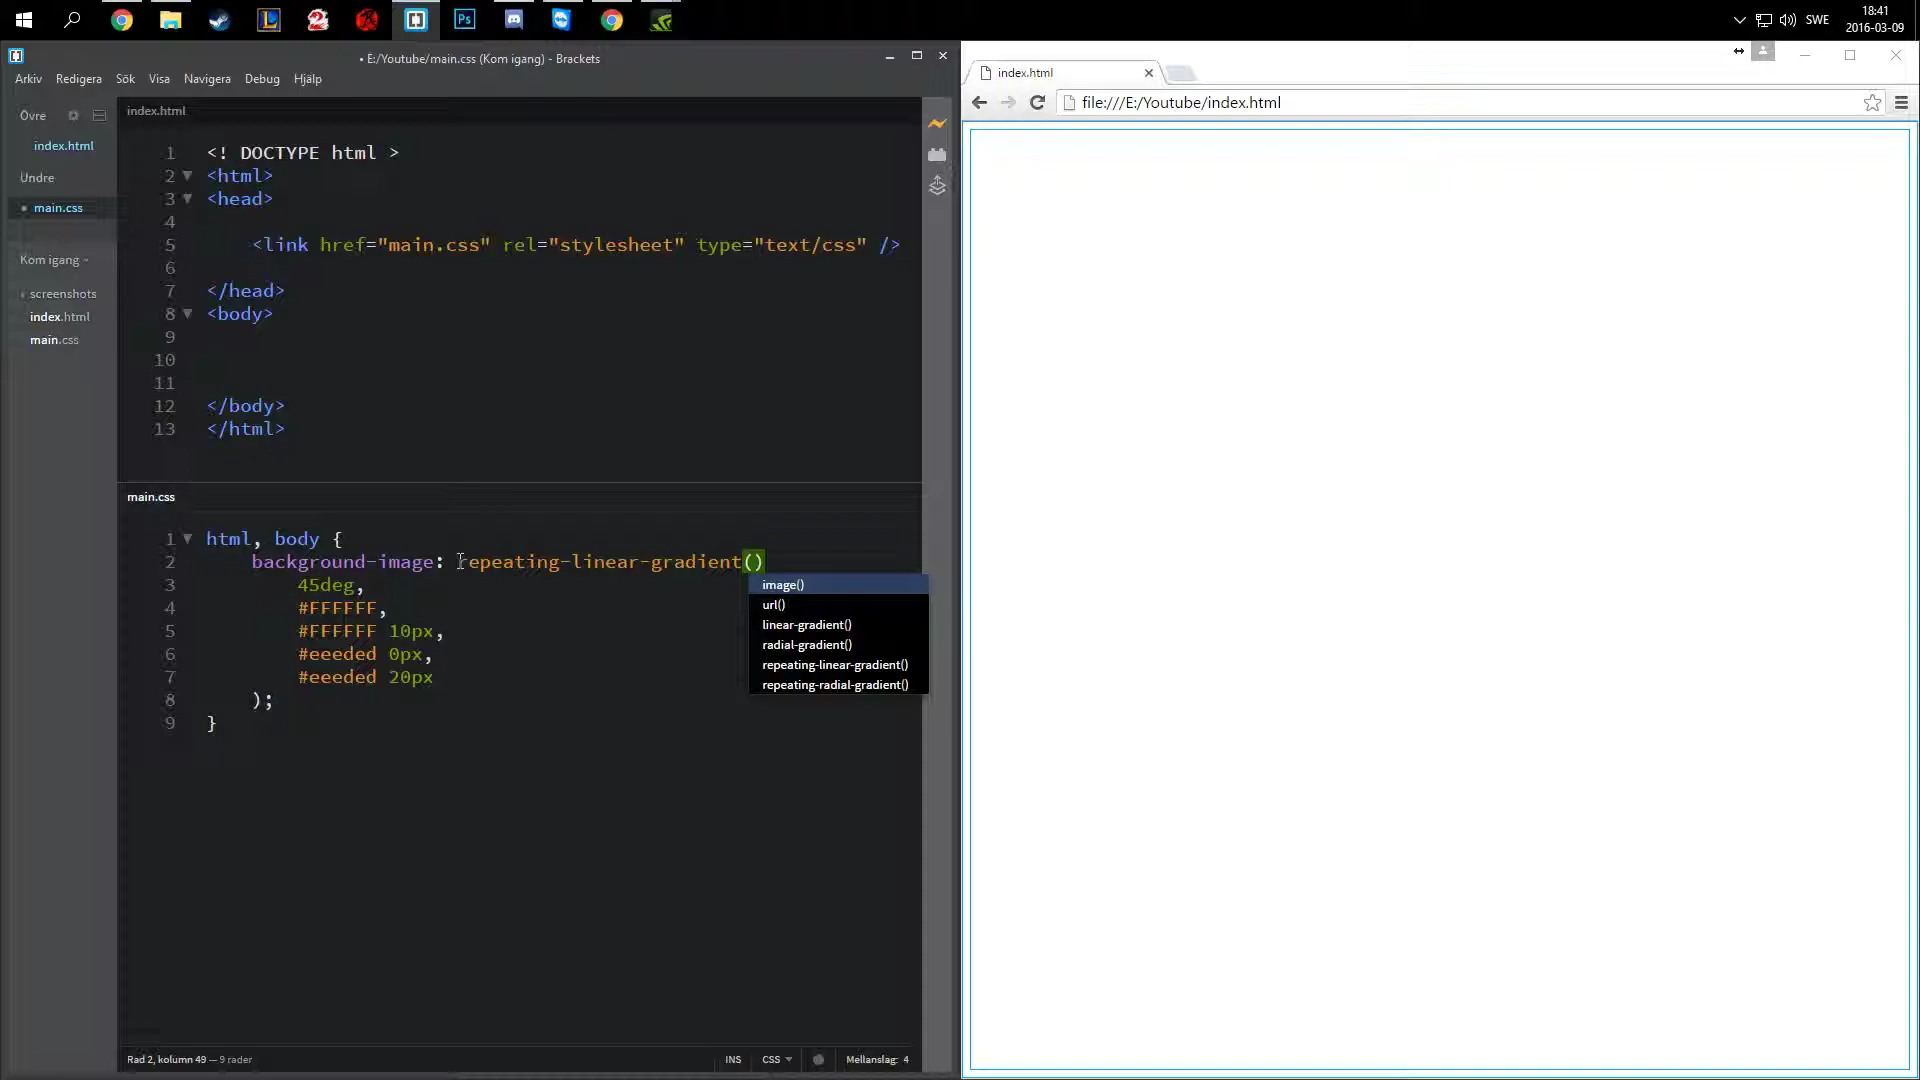 18:41
SWE
2016-03-09
• E:/Youtube/main.css (Kom igang) - Brackets
Arkiv Redigera Sök Visa Navigera Debug Hjälp
Övre
index.html
Undre
• main.css
Kom igang
screenshots
index.html
main.css
index.html
1 <! DOCTYPE html >
2 <html>
3 <head>
4
5 <link href="main.css" rel="stylesheet" type="text/css" />
6
7 </head>
8 <body>
9
10
11
12 </body>
13 </html>
main.css
1 html, body {
2 background-image: repeating-linear-gradient()
3 45deg,
4 #FFFFFF,
5 #FFFFFF 10px,
6 #eeeded 0px,
7 #eeeded 20px
8 );
9 }
image()
url()
linear-gradient()
radial-gradient()
repeating-linear-gradient()
repeating-radial-gradient()
Rad 2, kolumn 49 — 9 rader
INS CSS Mellanslag: 4
index.html
file:///E:/Youtube/index.html
Ps